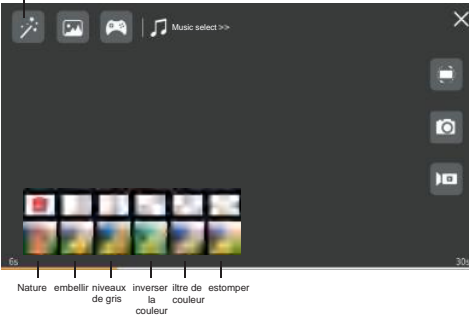 Music select >>
6s
30s
Nature embellir niveaux de gris inverser la couleur iltre de couleur estomper